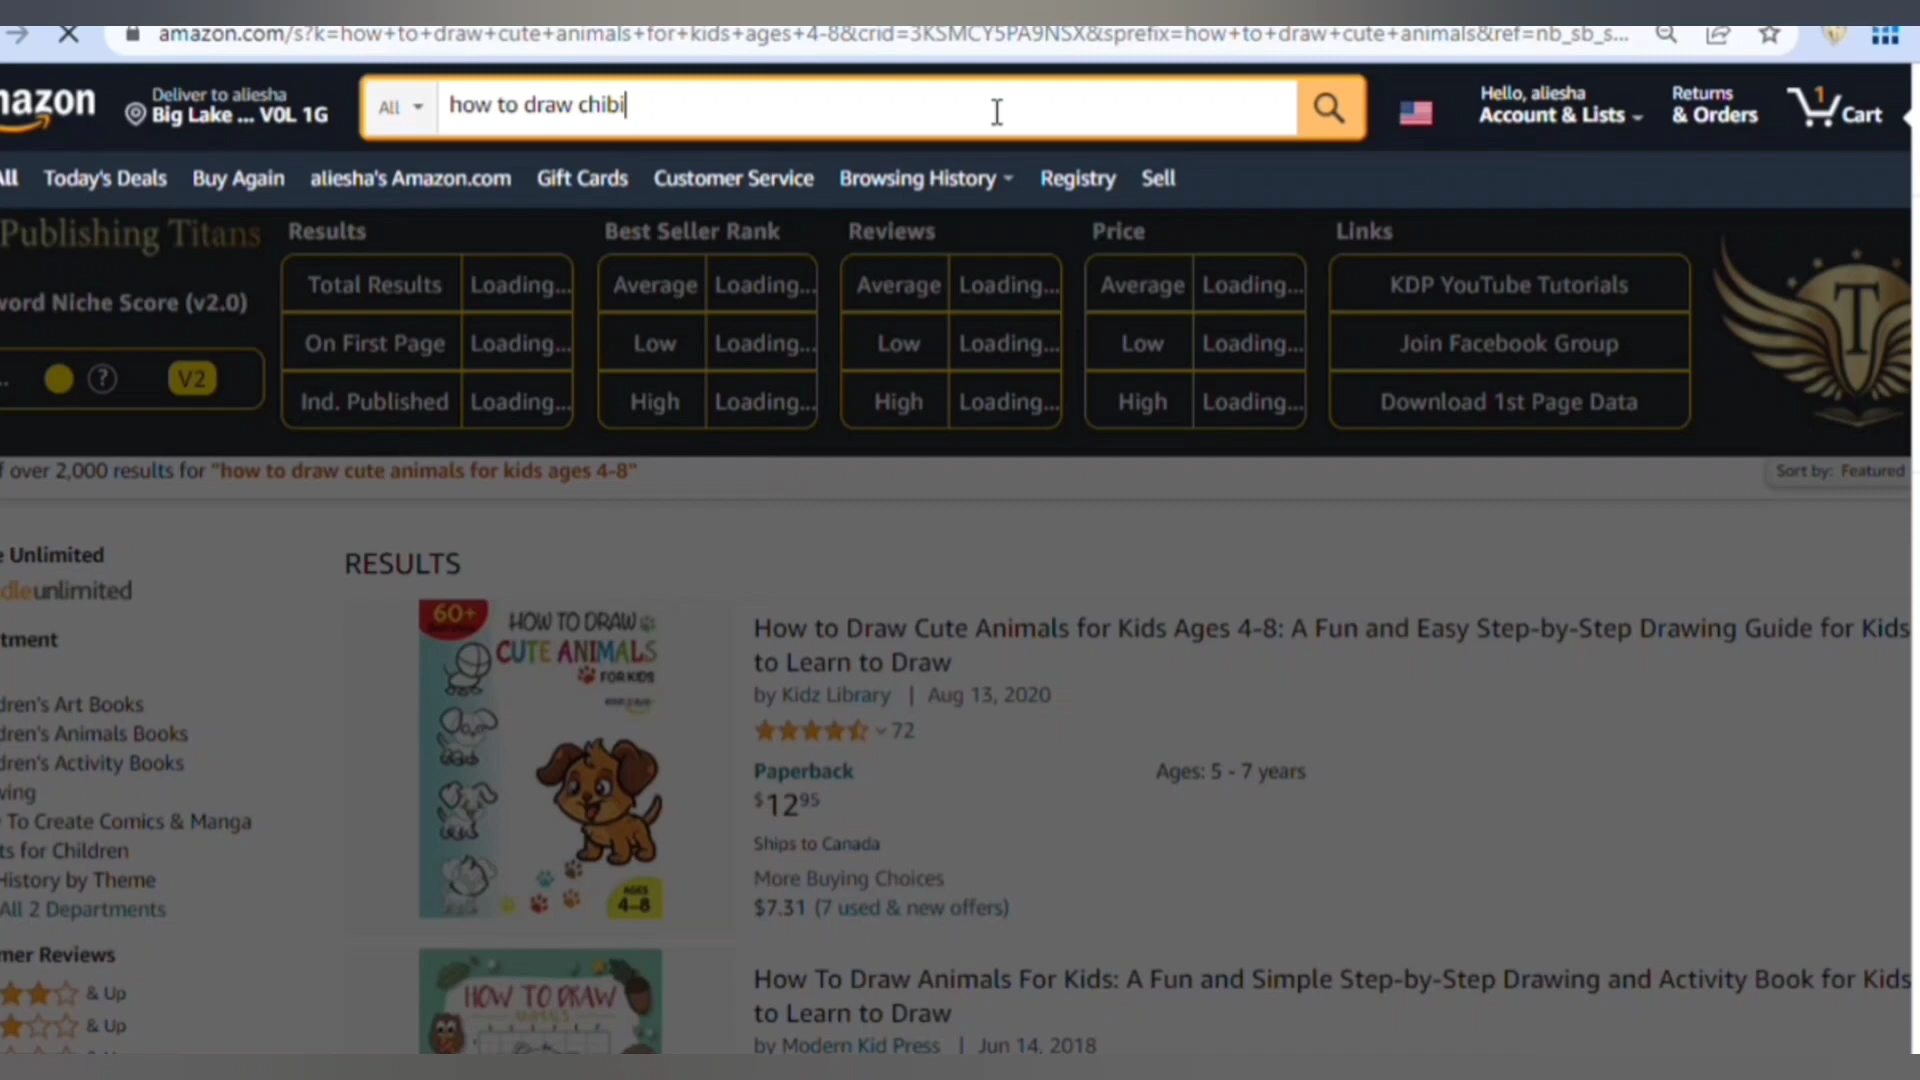 amazon.com/s?k=how+to+draw+cute+animals+for+kids+ages+4-8&crid=3KSMCY5PA9NSX&sprefix=how+to+draw+cute+animals&ref=nb_sb_s...
mazon
Deliver to aliesha
Big Lake ... V0L 1G
All
how to draw chibi
Hello, aliesha
Account & Lists
Returns
& Orders
1
Cart
All
Today's Deals
Buy Again
aliesha's Amazon.com
Gift Cards
Customer Service
Browsing History
Registry
Sell
Publishing Titans
word Niche Score (v2.0)
.. ? V2
Results
Total Results Loading...
On First Page Loading...
Ind. Published Loading...
Best Seller Rank
Average Loading...
Low Loading...
High Loading...
Reviews
Average Loading...
Low Loading...
High Loading...
Price
Average Loading...
Low Loading...
High Loading...
Links
KDP YouTube Tutorials
Join Facebook Group
Download 1st Page Data
T
f over 2,000 results for "how to draw cute animals for kids ages 4-8"
Sort by: Featured
e Unlimited
dleunlimited
tment
dren's Art Books
dren's Animals Books
dren's Activity Books
wing
To Create Comics & Manga
ts for Children
History by Theme
All 2 Departments
mer Reviews
& Up
& Up
RESULTS
60+
HOW TO DRAW
CUTE ANIMALS
FOR KIDS
AGES
4-8
How to Draw Cute Animals for Kids Ages 4-8: A Fun and Easy Step-by-Step Drawing Guide for Kids
to Learn to Draw
by Kidz Library | Aug 13, 2020
72
Paperback
Ages: 5 - 7 years
$1295
Ships to Canada
More Buying Choices
$7.31 (7 used & new offers)
HOW TO DRAW
ANIMALS
How To Draw Animals For Kids: A Fun and Simple Step-by-Step Drawing and Activity Book for Kids
to Learn to Draw
by Modern Kid Press | Jun 14, 2018